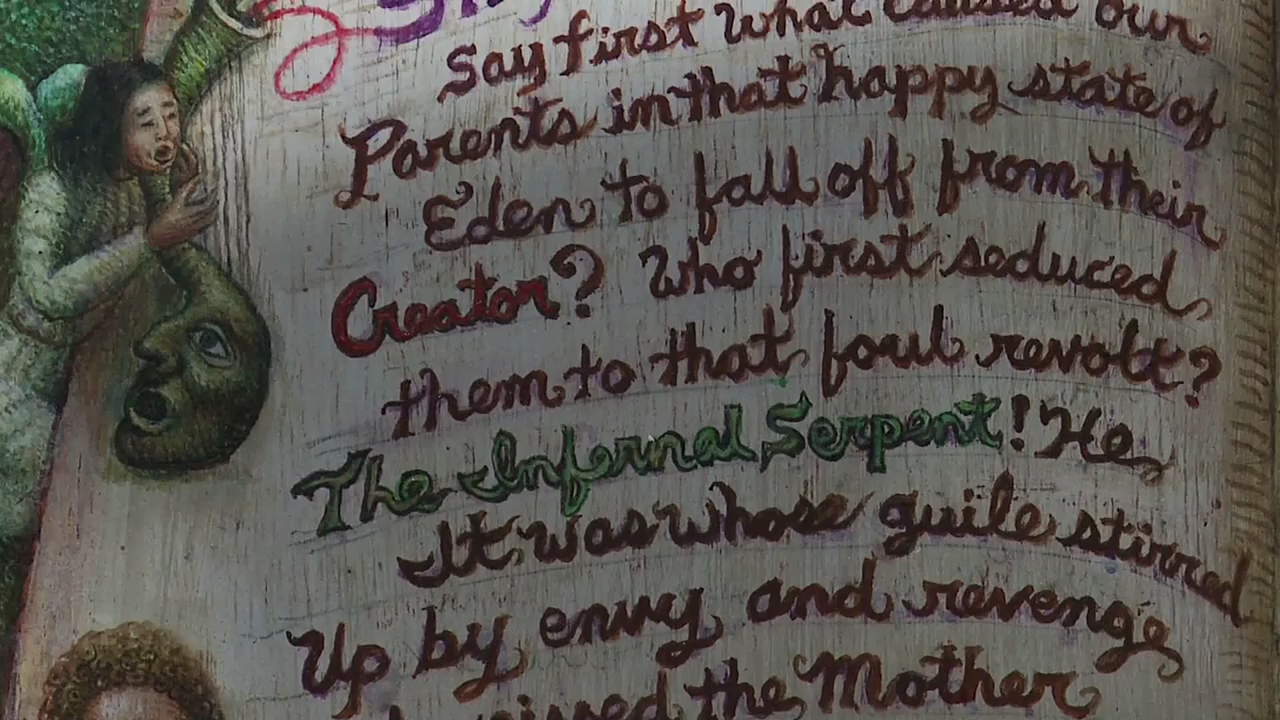 Say first what caused our
Parents in that happy state of
Eden to fall off from their
Creator? Who first seduced
them to that foul revolt?
The Infernal Serpent! He
It was whose guile stirred
Up by envy and revenge
the Mother